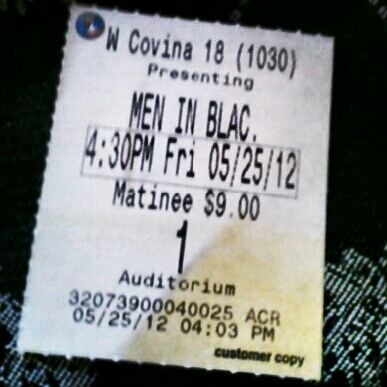 W Covina 18 (1030)
Presenting
MEN IN BLAC.
4:30PM Fri 05/25/12
Matinee $9.00
1
Auditorium
32073900040025 ACR
05/25/12 04:03 PM
customer copy